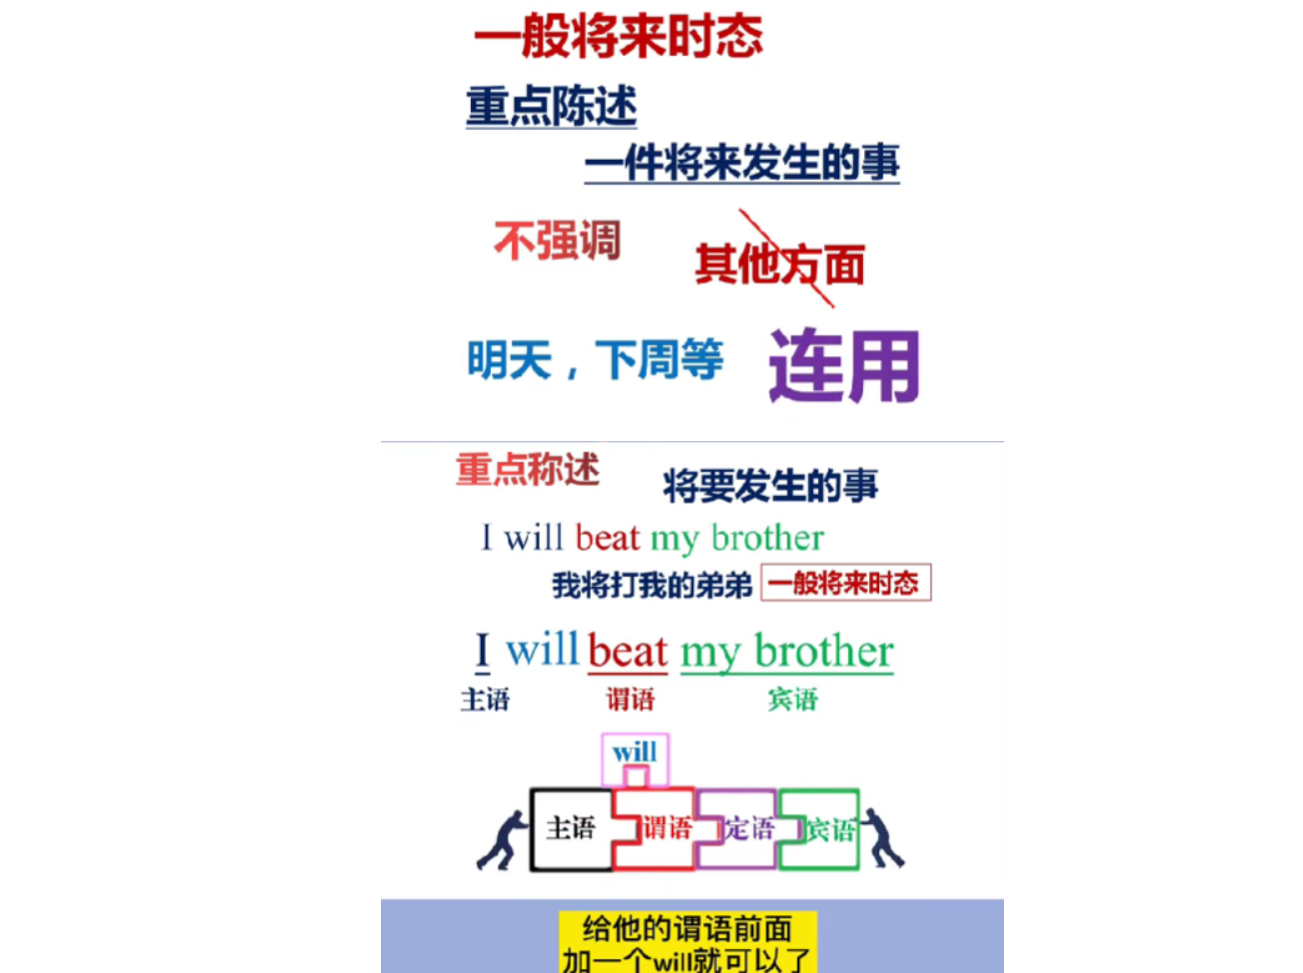 一般将来时态
重点陈述
一件将来发生的事
不强调
其他方面
明天，下周等 连用
重点称述
将要发生的事
I will beat my brother
我将打我的弟弟 一般将来时态
I will beat my brother
主语 谓语 宾语
will
主语 谓语 定语 宾语
给他的谓语前面
加一个will就可以了